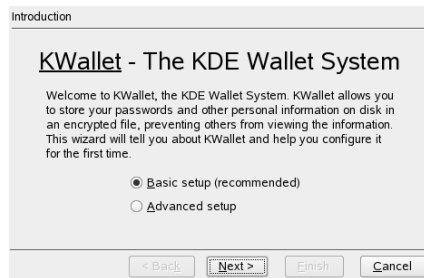 Introduction
KWallet - The KDE Wallet System
Welcome to KWallet, the KDE Wallet System. KWallet allows you
to store your passwords and other personal information on disk in
an encrypted file, preventing others from viewing the information.
This wizard will tell you about KWallet and help you configure it
for the first time.
Basic setup (recommended)
Advanced setup
< Back Next > Finish Cancel